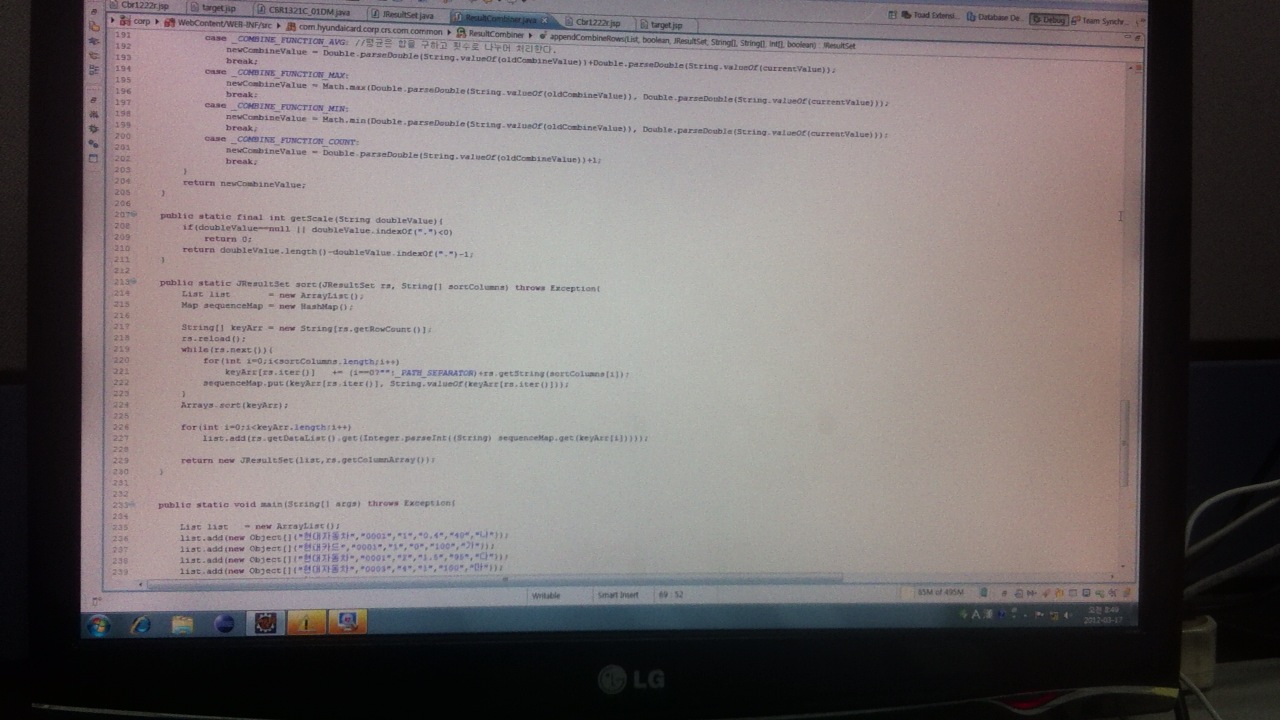 Cbr1222r.jsp target.jsp CBR1321C_01DM.java JResultSet.java ResultCombiner.java Cbr1222r.jsp target.jsp
Toad Extensi... Database De... Debug Team Synchr...
corp WebContent/WEB-INF/src com.hyundaicard.corp.crs.com.common ResultCombiner appendCombineRows(List, boolean, JResultSet, String[], String[], int[], boolean) : JResultSet
191 case _COMBINE_FUNCTION_AVG: //평균은 합을 구하고 횟수로 나누어 처리한다.
192 newCombineValue = Double.parseDouble(String.valueOf(oldCombineValue))+Double.parseDouble(String.valueOf(currentValue));
193 break;
194 case _COMBINE_FUNCTION_MAX:
195 newCombineValue = Math.max(Double.parseDouble(String.valueOf(oldCombineValue)), Double.parseDouble(String.valueOf(currentValue)));
196 break;
197 case _COMBINE_FUNCTION_MIN:
198 newCombineValue = Math.min(Double.parseDouble(String.valueOf(oldCombineValue)), Double.parseDouble(String.valueOf(currentValue)));
199 break;
200 case _COMBINE_FUNCTION_COUNT:
201 newCombineValue = Double.parseDouble(String.valueOf(oldCombineValue))+1;
202 break;
203 }
204 return newCombineValue;
205 }
206
207 public static final int getScale(String doubleValue){
208 if(doubleValue==null || doubleValue.indexOf(".")<0)
209 return 0;
210 return doubleValue.length()-doubleValue.indexOf(".")-1;
211 }
212
213 public static JResultSet sort(JResultSet rs, String[] sortColumns) throws Exception{
214 List list = new ArrayList();
215 Map sequenceMap = new HashMap();
216
217 String[] keyArr = new String[rs.getRowCount()];
218 rs.reload();
219 while(rs.next()){
220 for(int i=0;i<sortColumns.length;i++)
221 keyArr[rs.iter()] += (i==0?"":_PATH_SEPARATOR)+rs.getString(sortColumns[i]);
222 sequenceMap.put(keyArr[rs.iter()], String.valueOf(keyArr[rs.iter()]));
223 }
224 Arrays.sort(keyArr);
225
226 for(int i=0;i<keyArr.length;i++)
227 list.add(rs.getDataList().get(Integer.parseInt((String) sequenceMap.get(keyArr[i]))));
228
229 return new JResultSet(list,rs.getColumnArray());
230 }
231
232
233 public static void main(String[] args) throws Exception{
234
235 List list = new ArrayList();
236 list.add(new Object[]{"현대자동차","0001","1","0.4","40","나"});
237 list.add(new Object[]{"현대카드","0001","1","0","100","가"});
238 list.add(new Object[]{"현대자동차","0001","2","1.5","95","다"});
239 list.add(new Object[]{"현대자동차","0003","4","1","100","마"});
Writable Smart Insert 69 : 52 65M of 495M
A 漢 오전 8:49
2012-03-17
LG